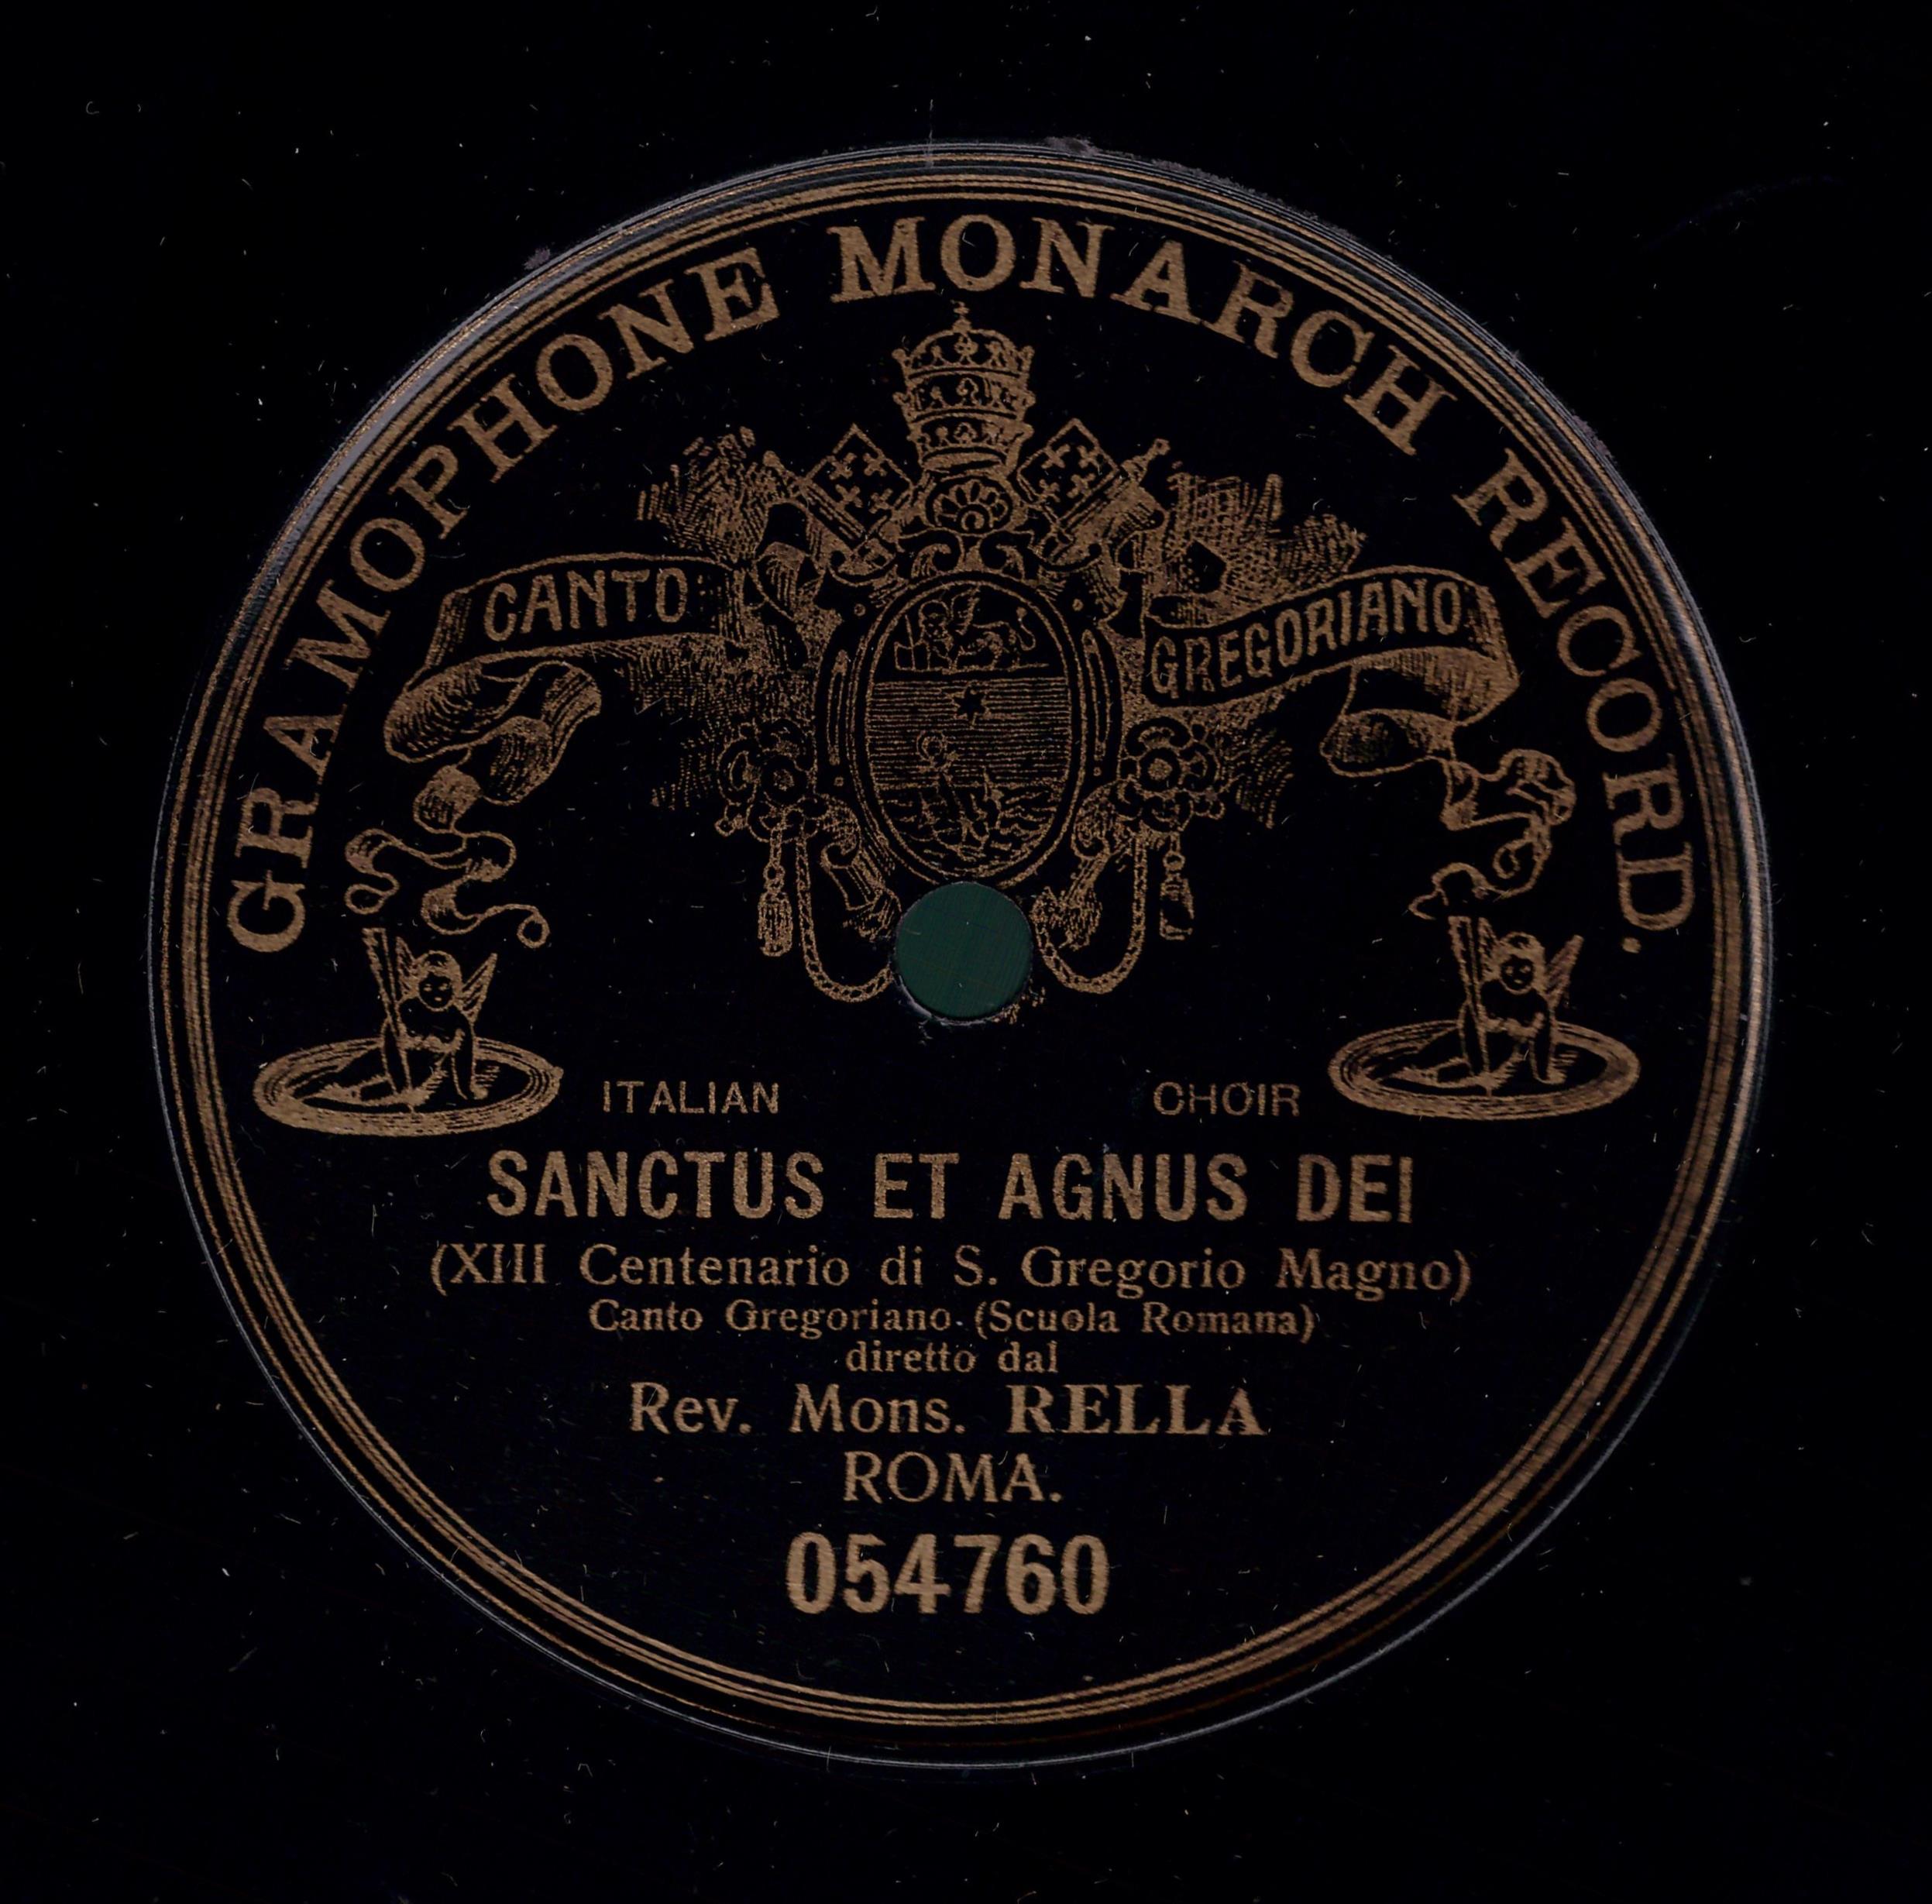 GRAMOPHONE MONARCH RECORD.
CANTO GREGORIANO
ITALIAN CHOIR
SANCTUS ET AGNUS DEI
(XIII Centenario di S. Gregorio Magno)
Canto Gregoriano (Scuola Romana)
diretto dal
Rev. Mons. RELLA
ROMA.
054760